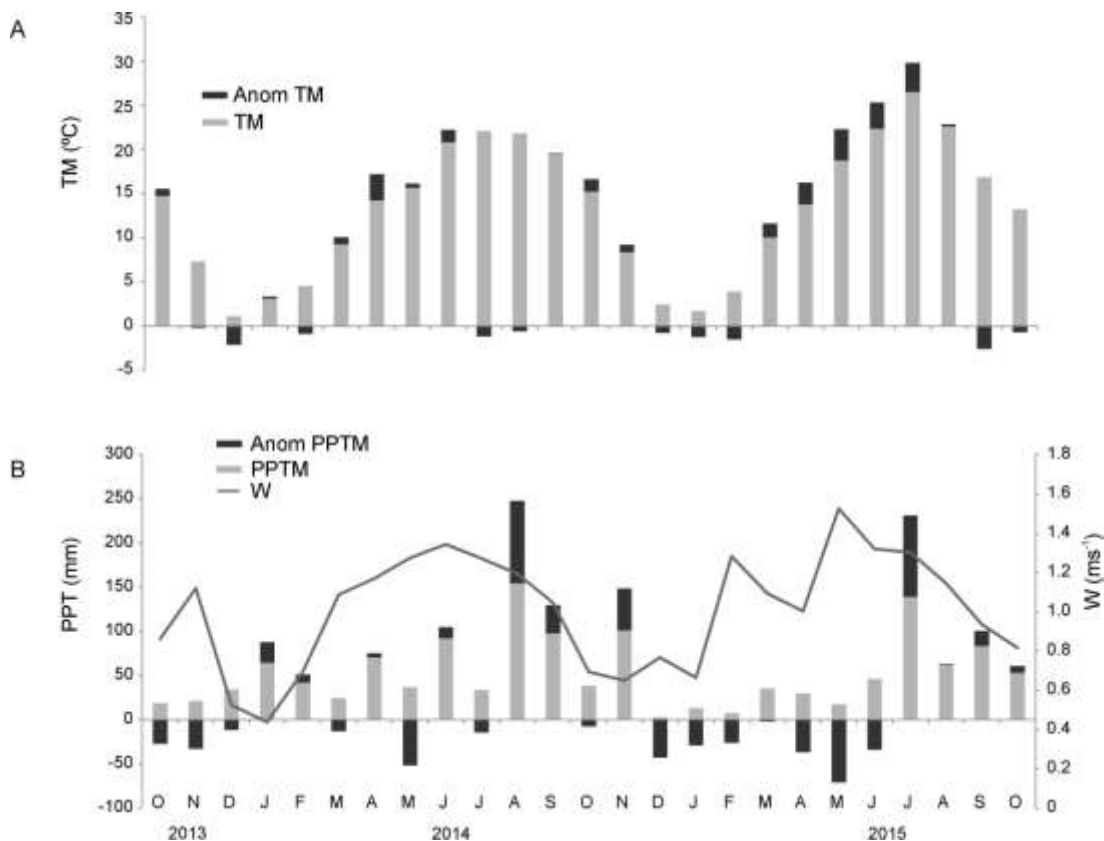 A
35
30
25
20
15
10
5
0
-5
TM (ºC)
Anom TM
TM
B
300
250
200
150
100
50
0
-50
-100
PPT (mm)
Anom PPTM
PPTM
W
1.8
1.6
1.4
1.2
1.0
0.8
0.6
0.4
0.2
0
W (ms⁻¹)
O N D J F M A M J J A S O N D J F M A M J J A S O
2013 2014 2015